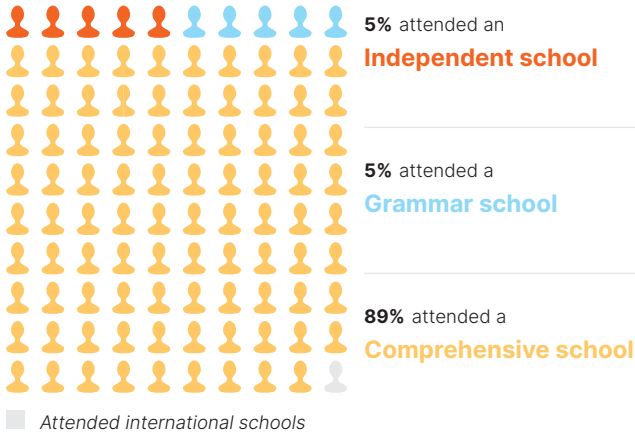 5% attended an
Independent school
5% attended a
Grammar school
89% attended a
Comprehensive school
Attended international schools